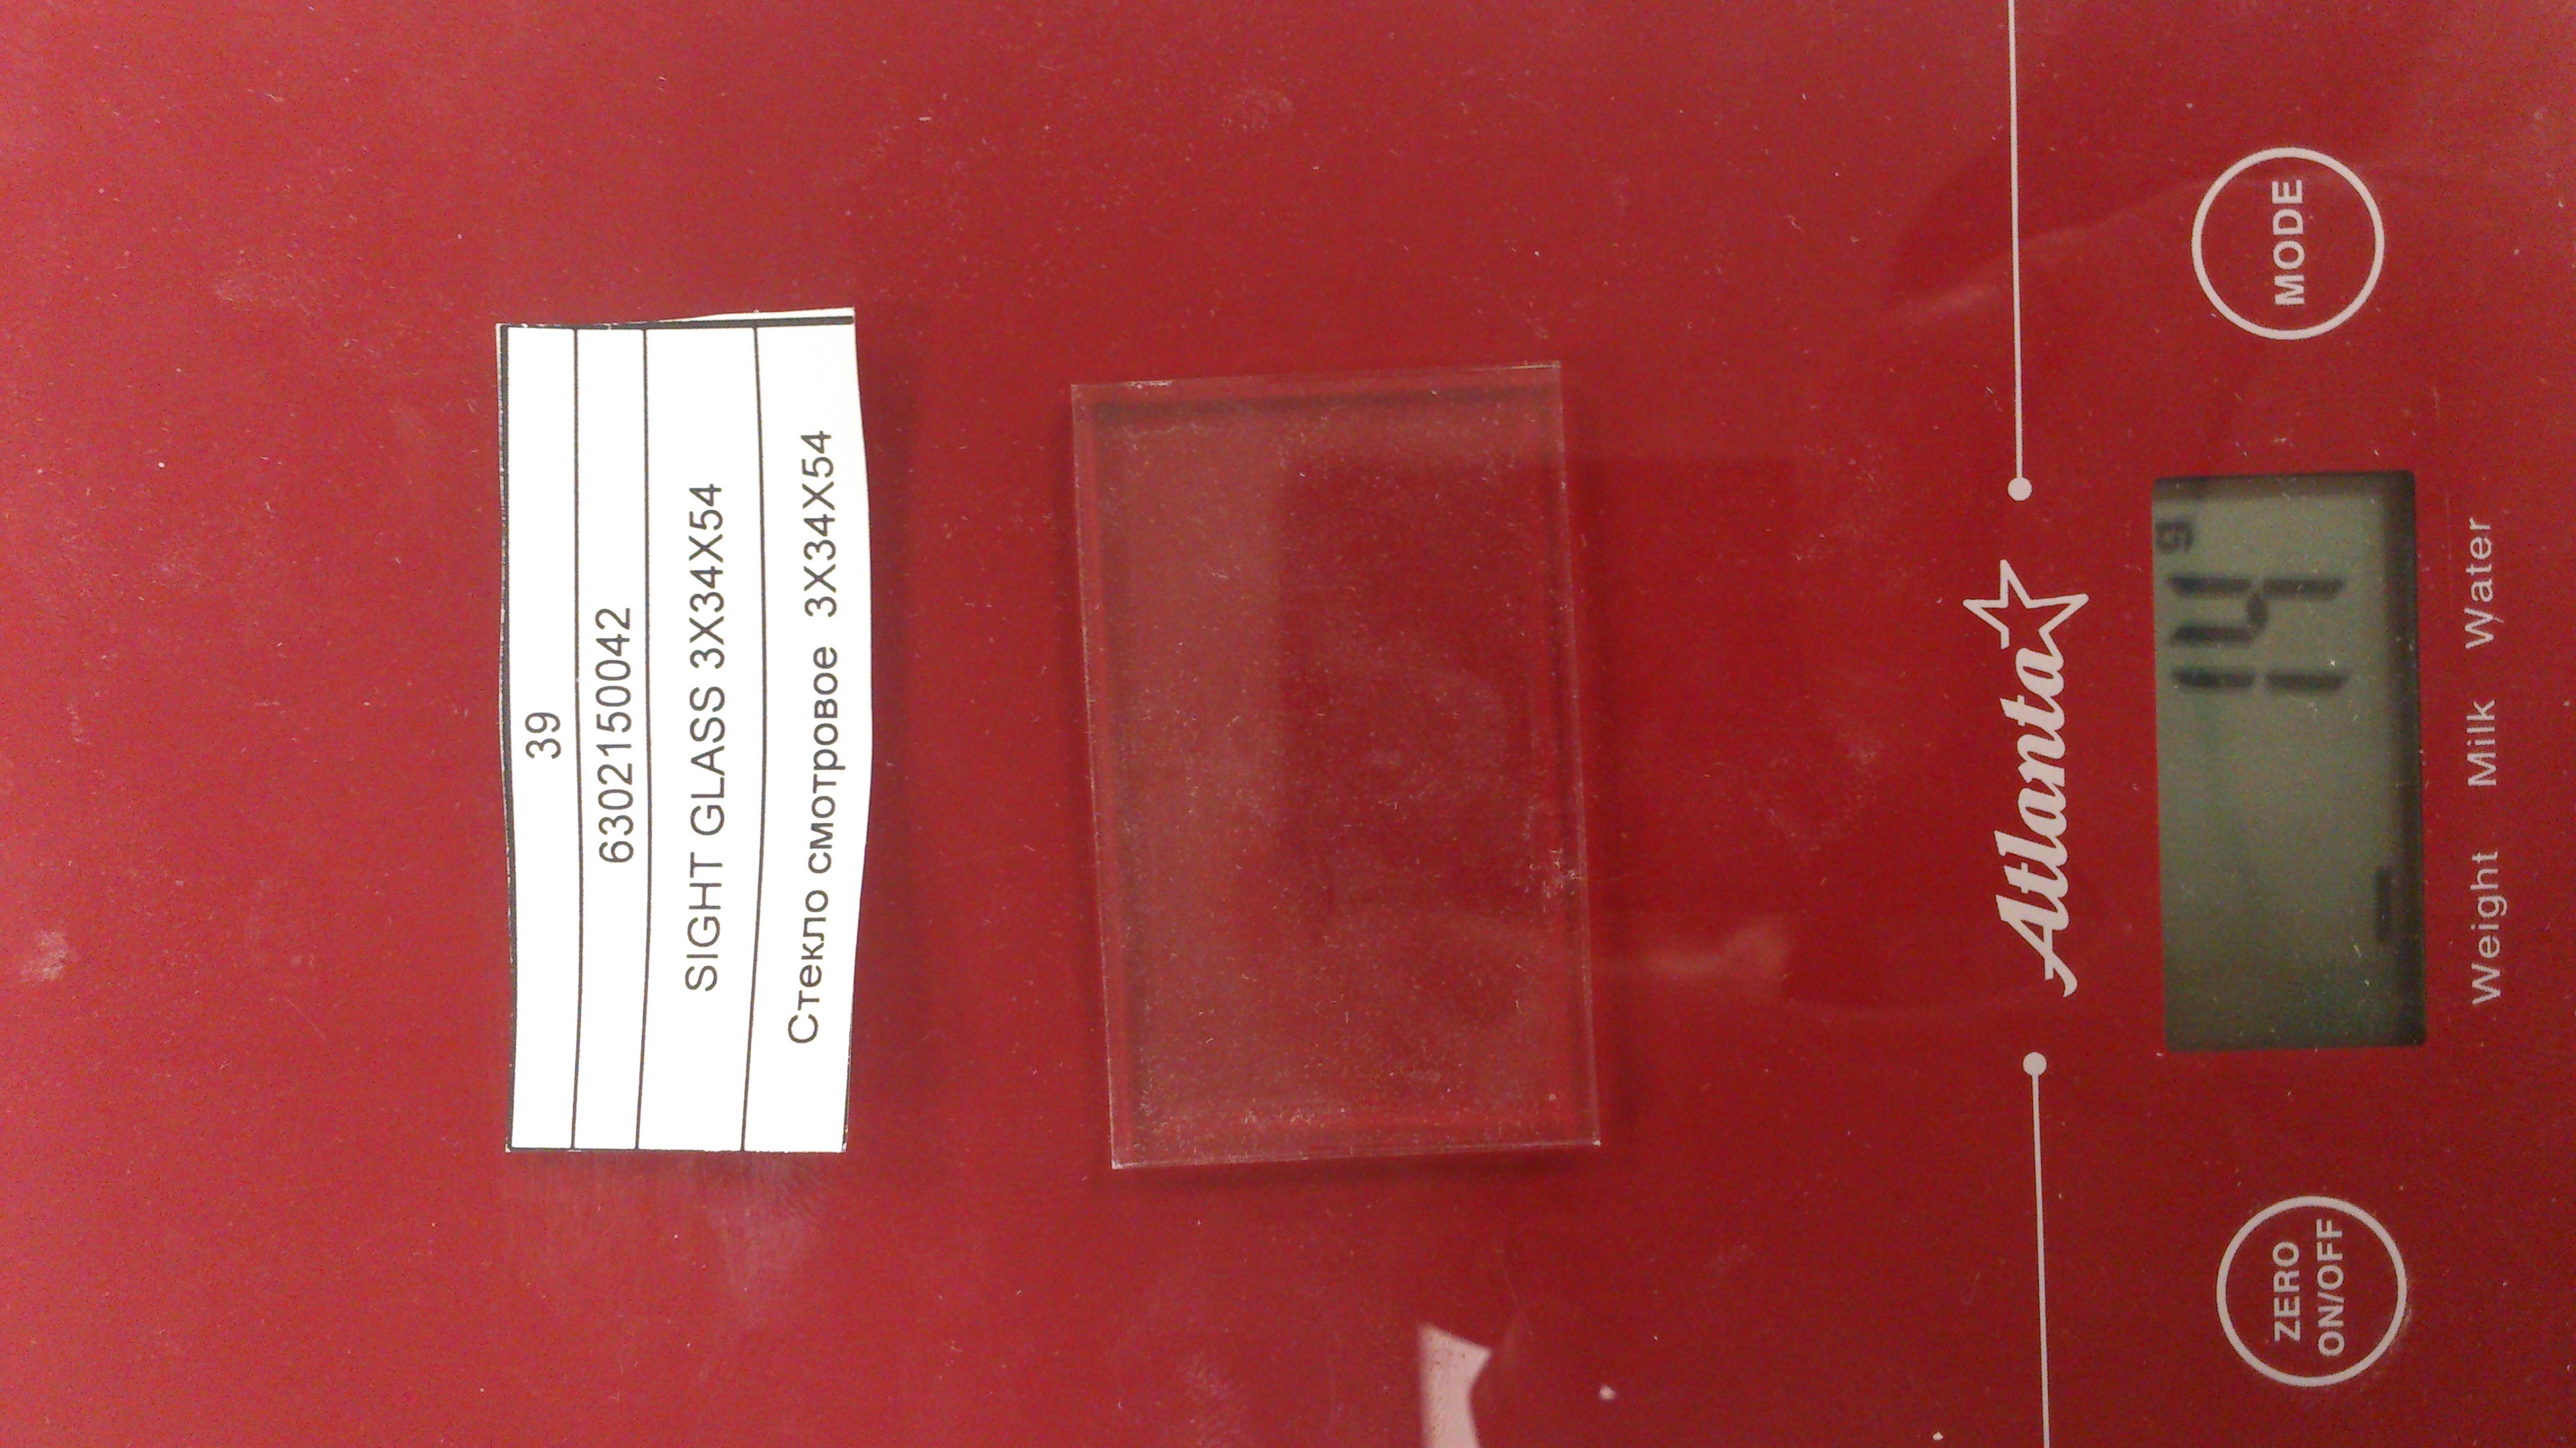 39
6302150042
SIGHT GLASS 3X34X54
Стекло смотровое 3X34X54
Atlanta
MODE
14 g
Weight Milk Water
ZERO
ON/OFF